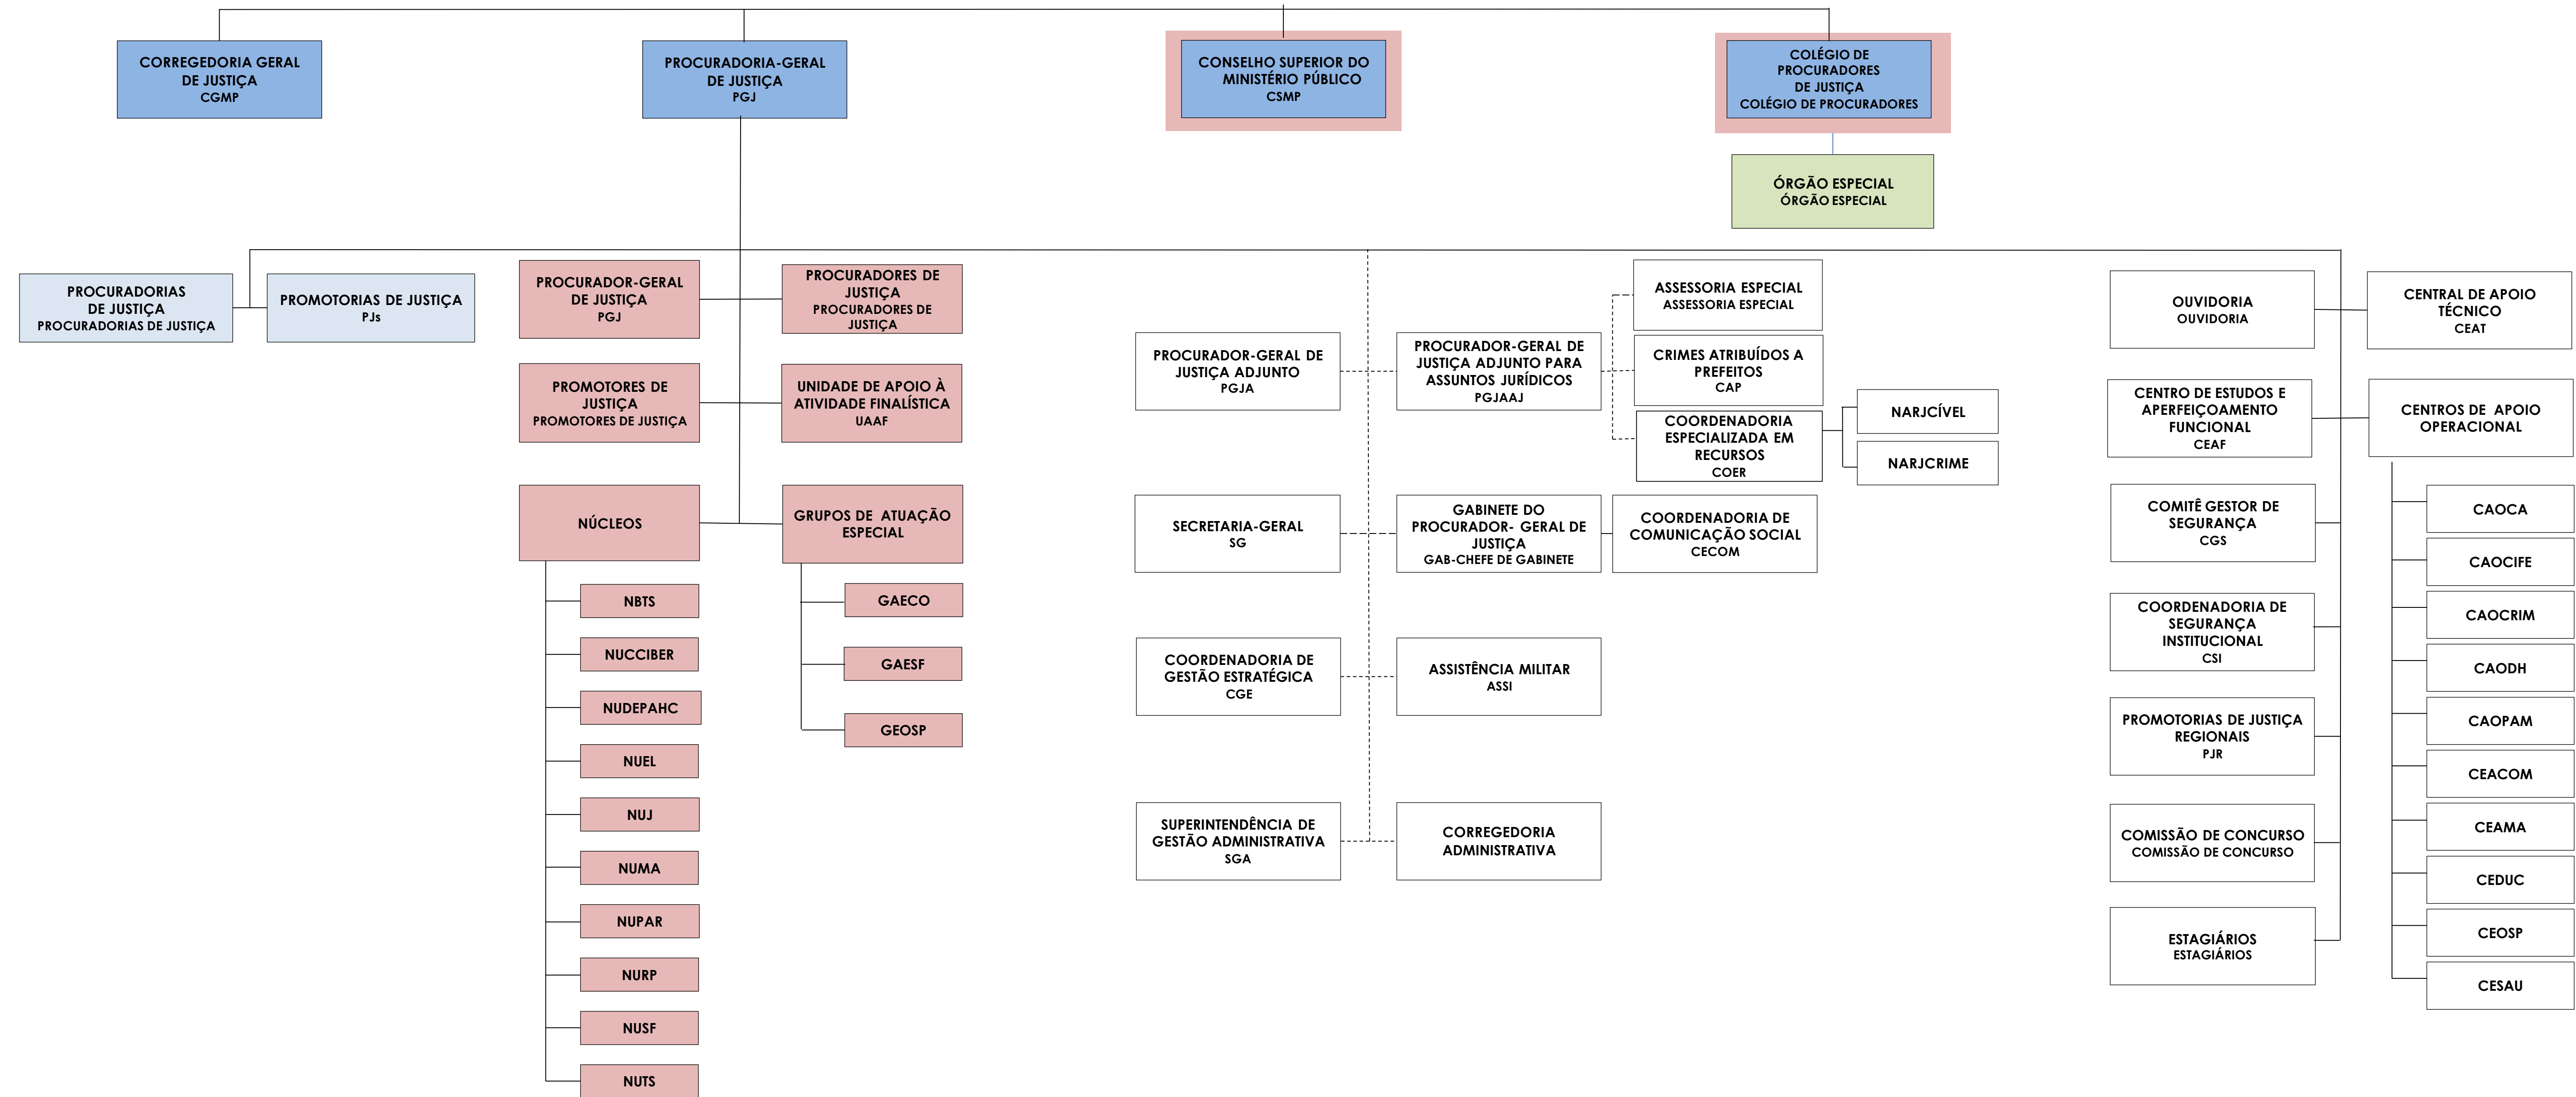 CORREGEDORIA GERAL
DE JUSTIÇA
CGMP
PROCURADORIA-GERAL
DE JUSTIÇA
PGJ
CONSELHO SUPERIOR DO
MINISTÉRIO PÚBLICO
CSMP
COLÉGIO DE
PROCURADORES
DE JUSTIÇA
COLÉGIO DE PROCURADORES
ÓRGÃO ESPECIAL
ÓRGÃO ESPECIAL
PROCURADORIAS
DE JUSTIÇA
PROCURADORIAS DE JUSTIÇA
PROMOTORIAS DE JUSTIÇA
PJs
PROCURADOR-GERAL
DE JUSTIÇA
PGJ
PROCURADORES DE
JUSTIÇA
PROCURADORES DE
JUSTIÇA
PROMOTORES DE
JUSTIÇA
PROMOTORES DE JUSTIÇA
UNIDADE DE APOIO À
ATIVIDADE FINALÍSTICA
UAAF
NÚCLEOS
GRUPOS DE ATUAÇÃO
ESPECIAL
NBTS
NUCCIBER
NUDEPAHC
NUEL
NUJ
NUMA
NUPAR
NURP
NUSF
NUTS
GAECO
GAESF
GEOSP
PROCURADOR-GERAL DE
JUSTIÇA ADJUNTO
PGJA
PROCURADOR-GERAL DE
JUSTIÇA ADJUNTO PARA
ASSUNTOS JURÍDICOS
PGJAAJ
ASSESSORIA ESPECIAL
ASSESSORIA ESPECIAL
CRIMES ATRIBUÍDOS A
PREFEITOS
CAP
COORDENADORIA
ESPECIALIZADA EM
RECURSOS
COER
NARJCÍVEL
NARJCRIME
SECRETARIA-GERAL
SG
GABINETE DO
PROCURADOR- GERAL DE
JUSTIÇA
GAB-CHEFE DE GABINETE
COORDENADORIA DE
COMUNICAÇÃO SOCIAL
CECOM
COORDENADORIA DE
GESTÃO ESTRATÉGICA
CGE
ASSISTÊNCIA MILITAR
ASSI
SUPERINTENDÊNCIA DE
GESTÃO ADMINISTRATIVA
SGA
CORREGEDORIA
ADMINISTRATIVA
OUVIDORIA
OUVIDORIA
CENTRAL DE APOIO
TÉCNICO
CEAT
CENTRO DE ESTUDOS E
APERFEIÇOAMENTO
FUNCIONAL
CEAF
CENTROS DE APOIO
OPERACIONAL
COMITÊ GESTOR DE
SEGURANÇA
CGS
COORDENADORIA DE
SEGURANÇA
INSTITUCIONAL
CSI
PROMOTORIAS DE JUSTIÇA
REGIONAIS
PJR
COMISSÃO DE CONCURSO
COMISSÃO DE CONCURSO
ESTAGIÁRIOS
ESTAGIÁRIOS
CAOCA
CAOCIFE
CAOCRIM
CAODH
CAOPAM
CEACOM
CEAMA
CEDUC
CEOSP
CESAU